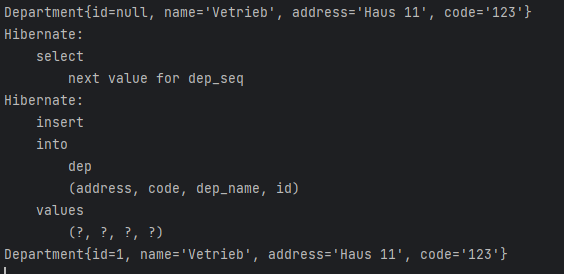 Department{id=null, name='Vetrieb', address='Haus 11', code='123'}
Hibernate:
    select
        next value for dep_seq
Hibernate:
    insert
    into
        dep
        (address, code, dep_name, id)
    values
        (?, ?, ?, ?)
Department{id=1, name='Vetrieb', address='Haus 11', code='123'}